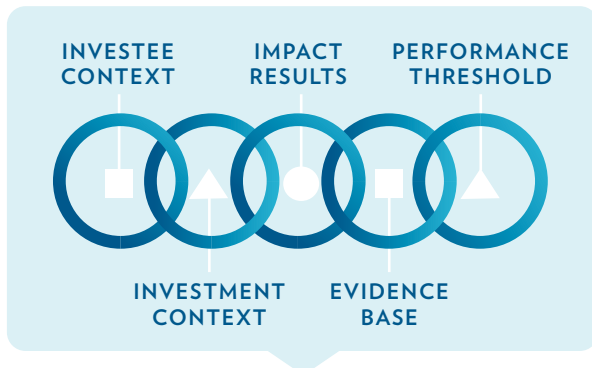 INVESTEE
CONTEXT
IMPACT
RESULTS
PERFORMANCE
THRESHOLD
INVESTMENT
CONTEXT
EVIDENCE
BASE